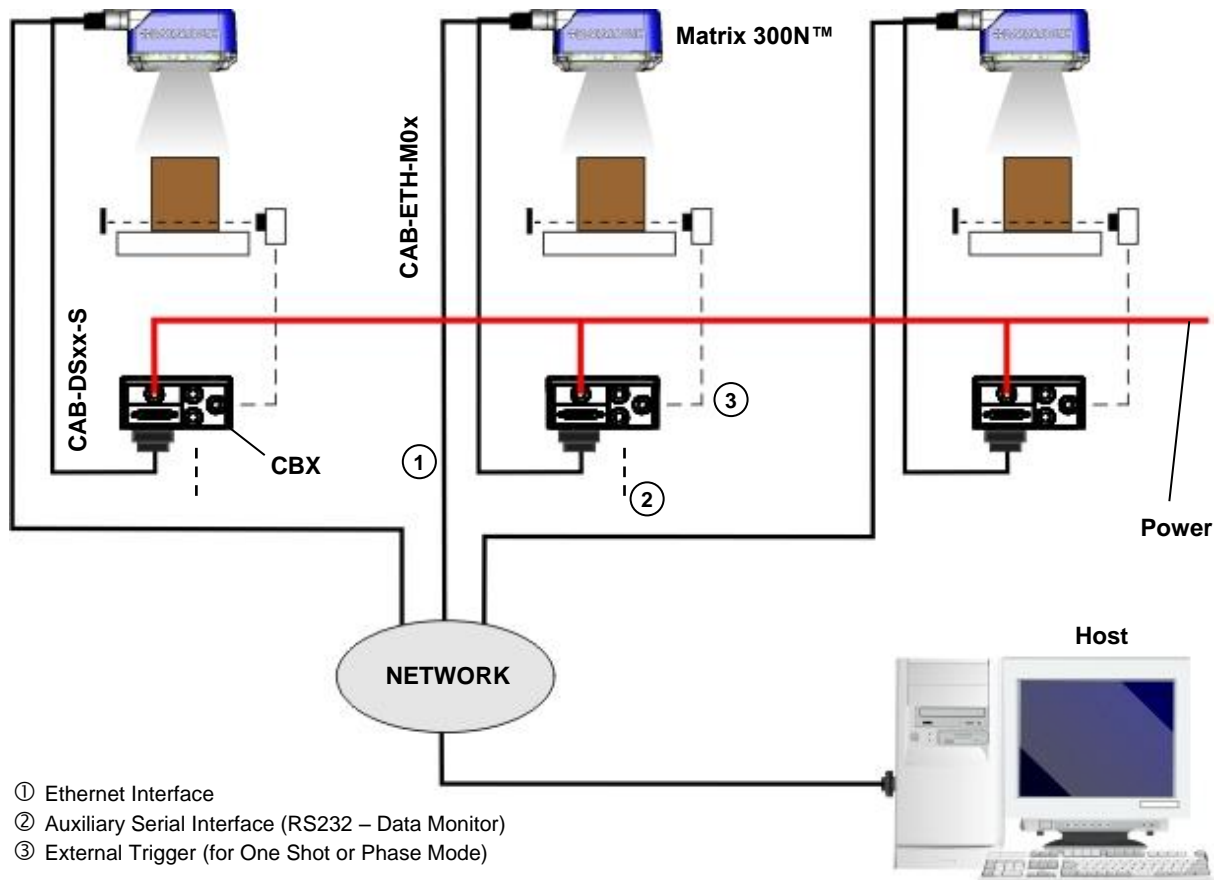 Matrix 300N™
CAB-ETH-M0x
CAB-DSxx-S
③
CBX
①
②
Power
NETWORK
Host
① Ethernet Interface
② Auxiliary Serial Interface (RS232 – Data Monitor)
③ External Trigger (for One Shot or Phase Mode)